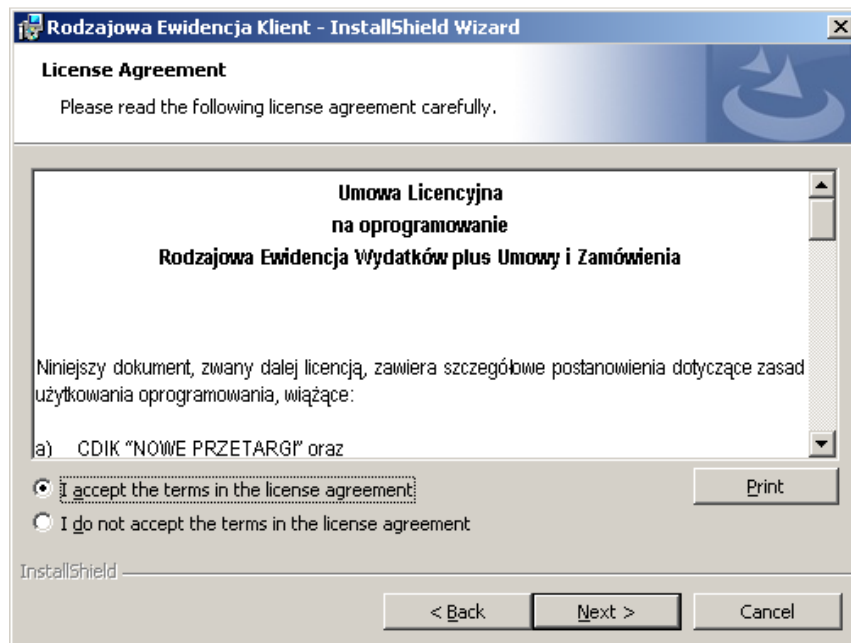 Rodzajowa Ewidencja Klient - InstallShield Wizard
License Agreement
Please read the following license agreement carefully.
Umowa Licencyjna
na oprogramowanie
Rodzajowa Ewidencja Wydatków plus Umowy i Zamówienia
Niniejszy dokument, zwany dalej licencją, zawiera szczegółowe postanowienia dotyczące zasad
użytkowania oprogramowania, wiążące:
a) CDIK "NOWE PRZETARGI" oraz
I accept the terms in the license agreement
Print
I do not accept the terms in the license agreement
InstallShield
< Back
Next >
Cancel